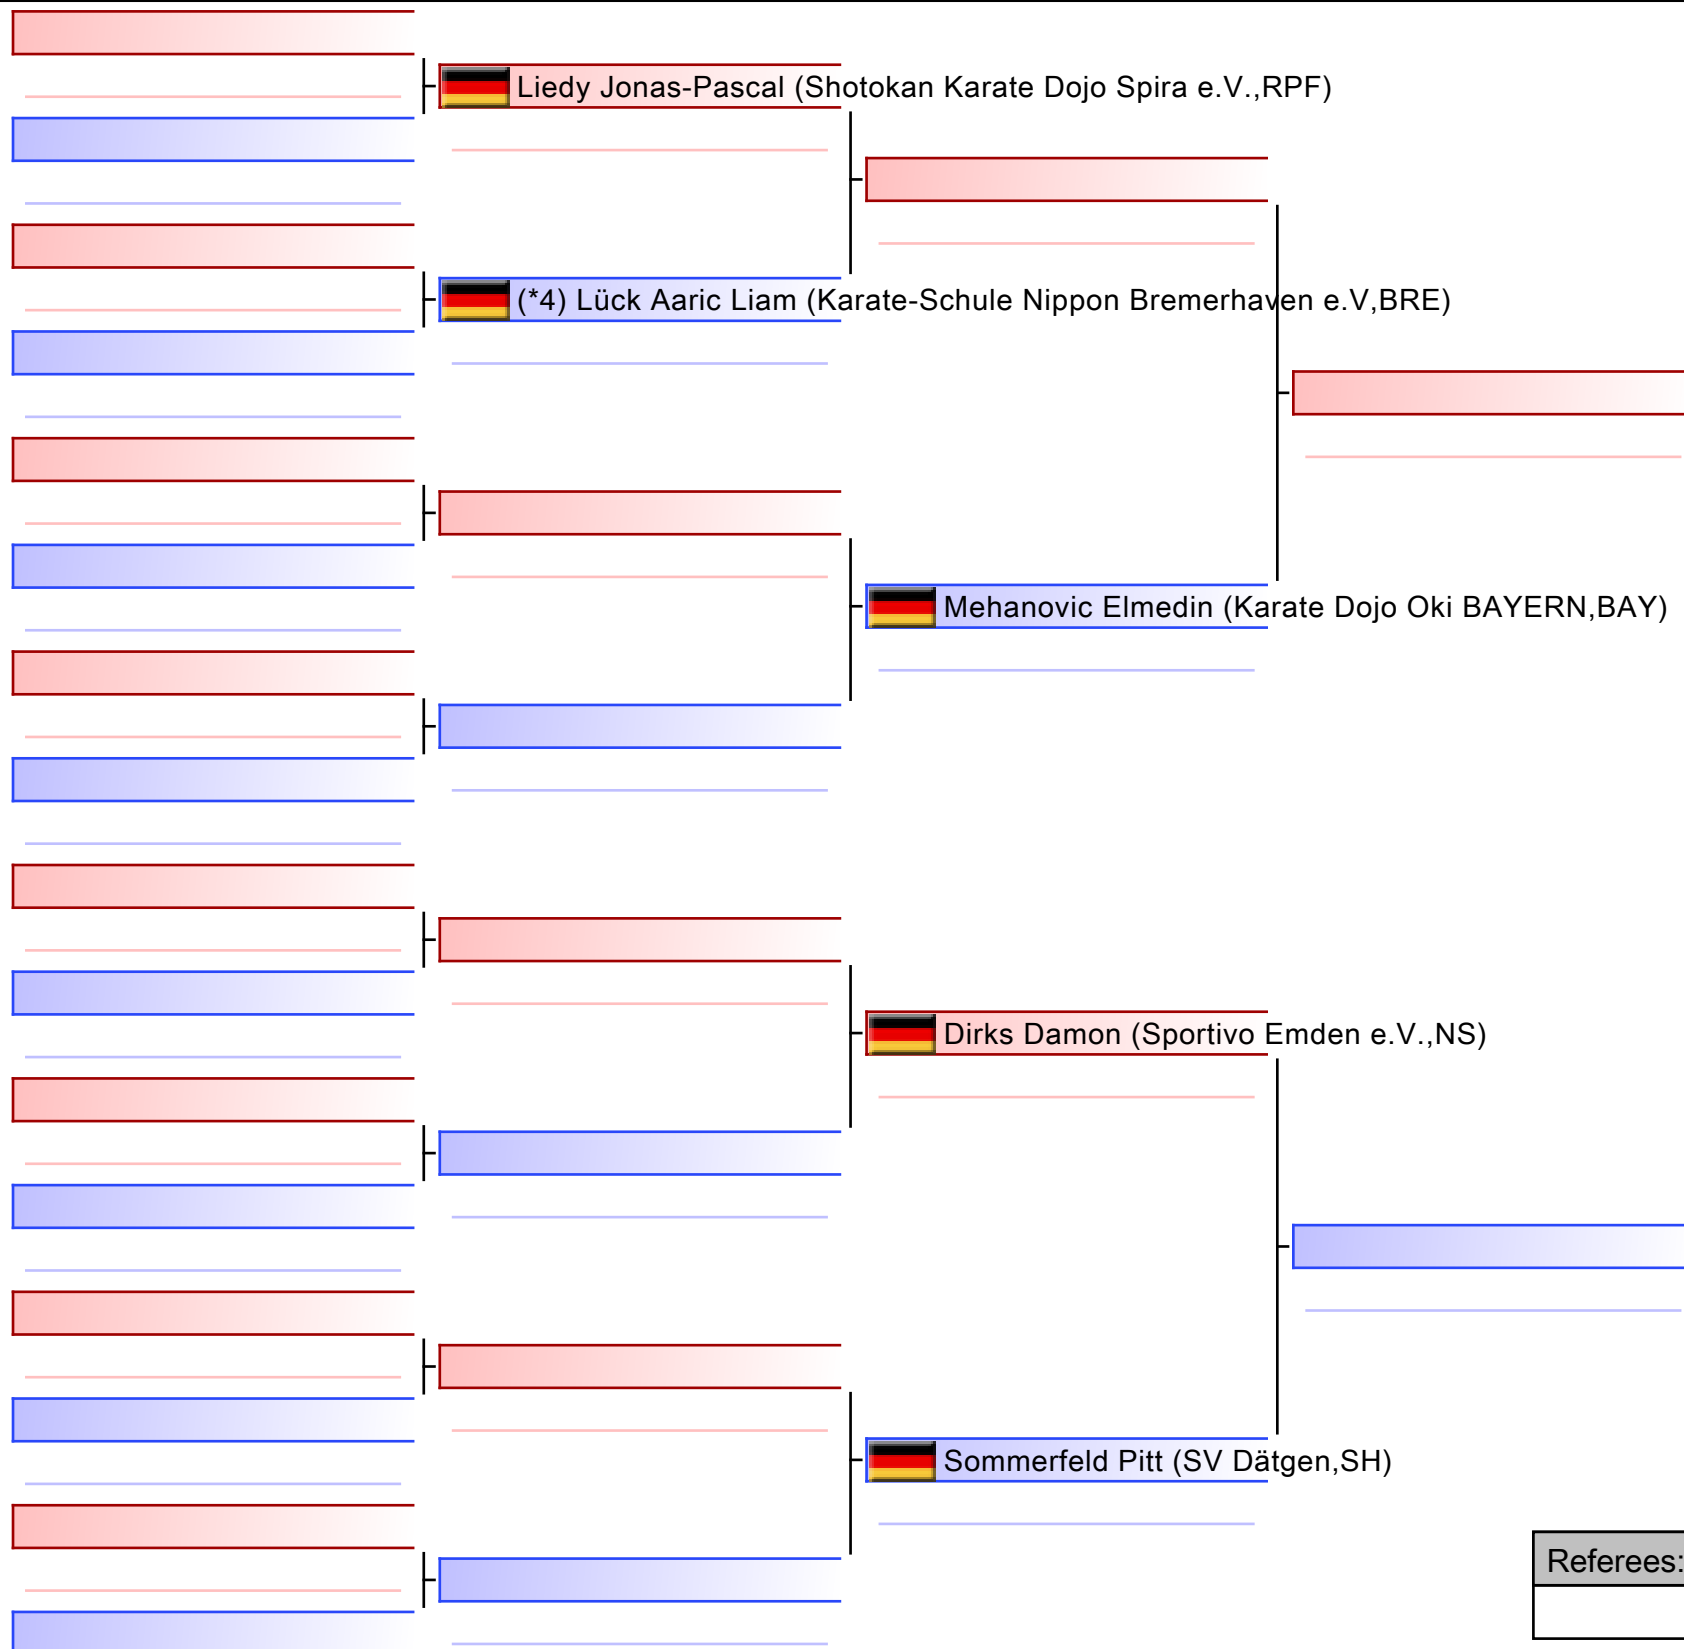 Liedy Jonas-Pascal (Shotokan Karate Dojo Spira e.V.,RPF)
(*4) Lück Aaric Liam (Karate-Schule Nippon Bremerhaven e.V,BRE)
Mehanovic Elmedin (Karate Dojo Oki BAYERN,BAY)
Dirks Damon (Sportivo Emden e.V.,NS)
Sommerfeld Pitt (SV Dätgen,SH)
Referees: